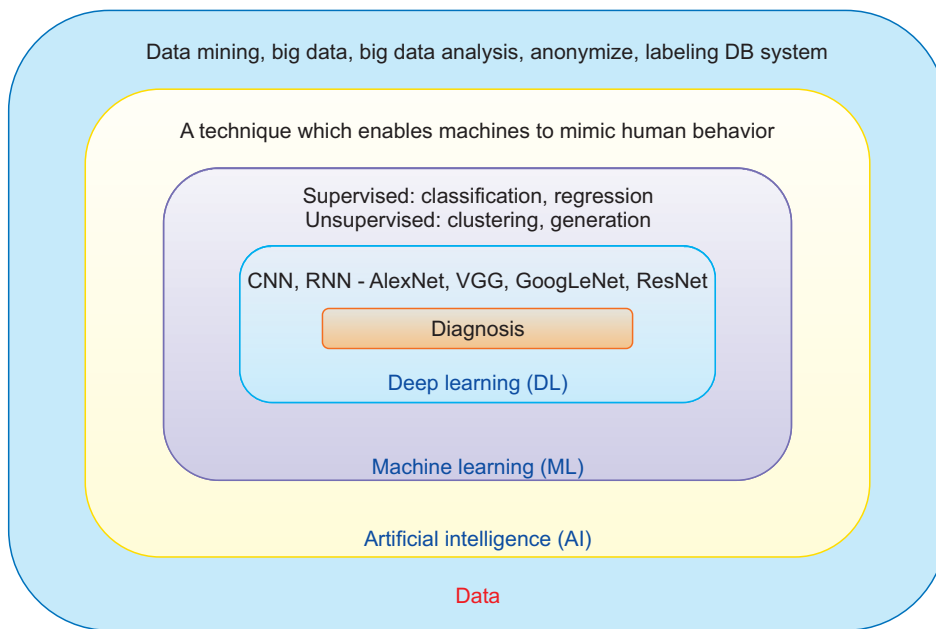 Data mining, big data, big data analysis, anonymize, labeling DB system
A technique which enables machines to mimic human behavior
Supervised: classification, regression
Unsupervised: clustering, generation
CNN, RNN - AlexNet, VGG, GoogLeNet, ResNet
Diagnosis
Deep learning (DL)
Machine learning (ML)
Artificial intelligence (AI)
Data